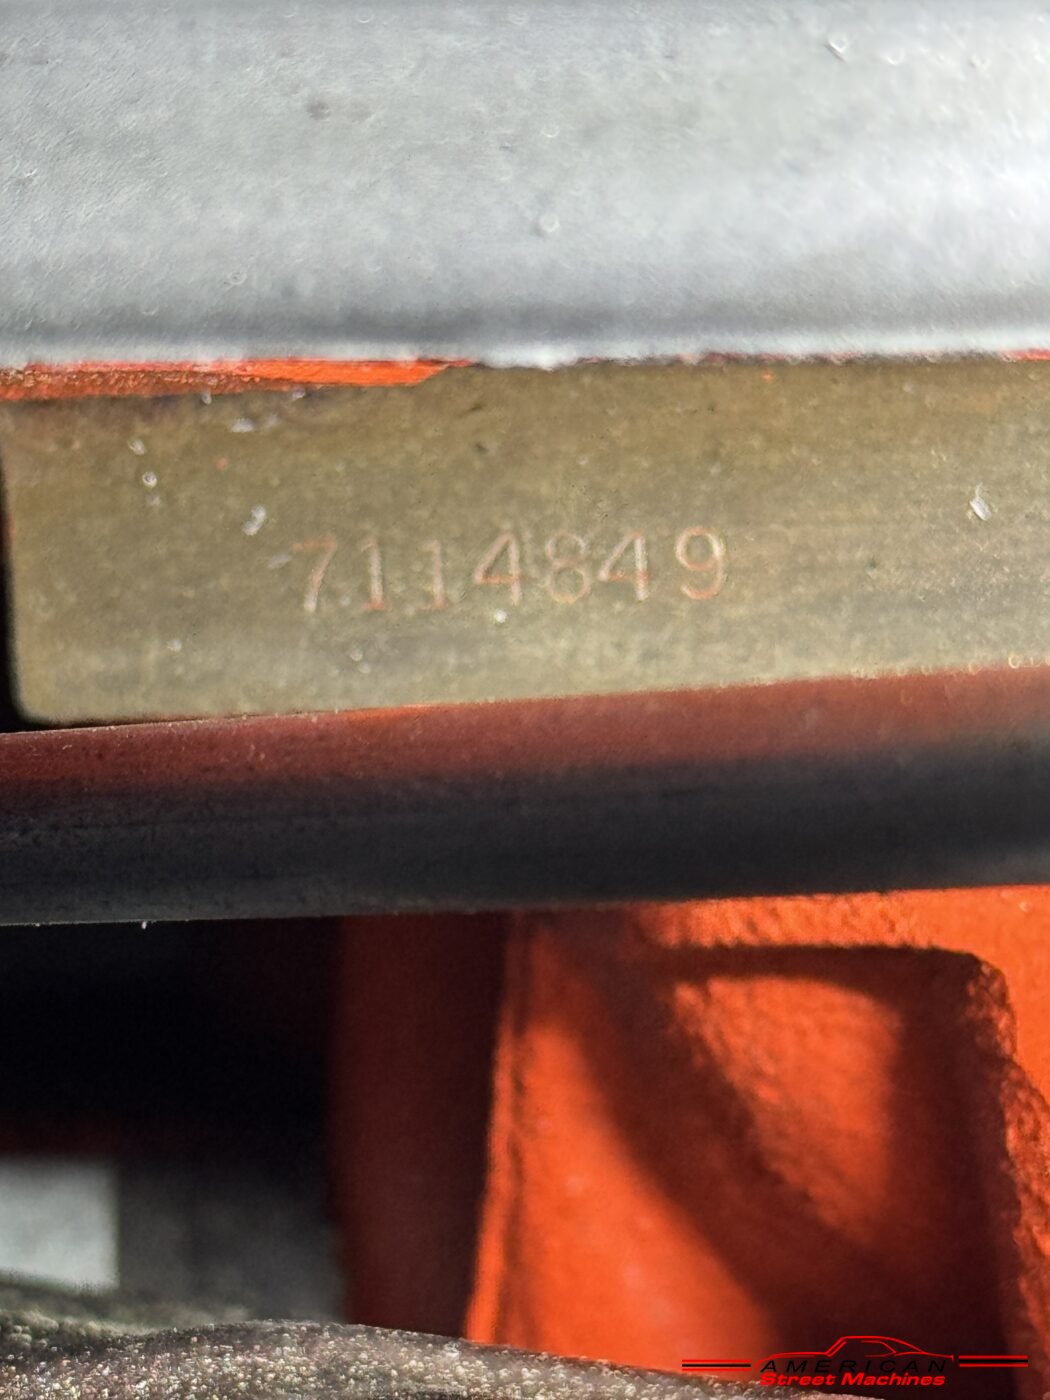 7114849
AMERICAN
Street Machines